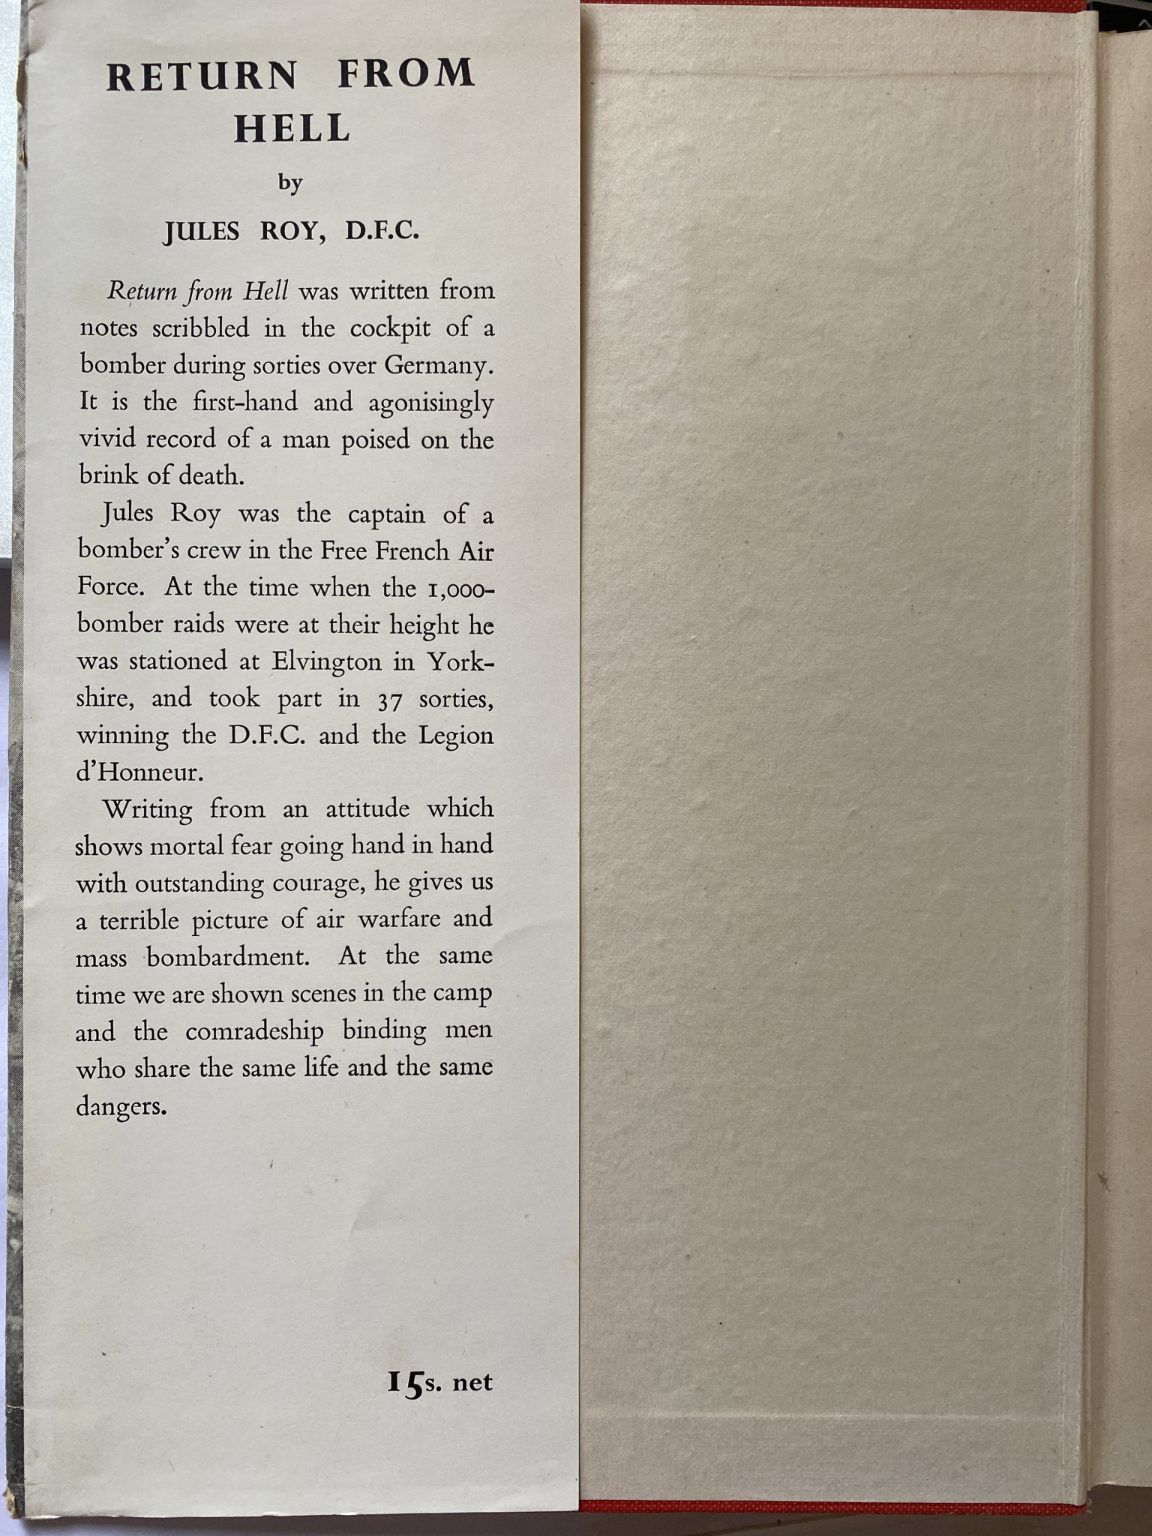 RETURN FROM
HELL
by
JULES ROY, D.F.C.
Return from Hell was written from
notes scribbled in the cockpit of a
bomber during sorties over Germany.
It is the first-hand and agonisingly
vivid record of a man poised on the
brink of death.
Jules Roy was the captain of a
bomber's crew in the Free French Air
Force. At the time when the 1,000-
bomber raids were at their height he
was stationed at Elvington in York-
shire, and took part in 37 sorties,
winning the D.F.C. and the Legion
d'Honneur.
Writing from an attitude which
shows mortal fear going hand in hand
with outstanding courage, he gives us
a terrible picture of air warfare and
mass bombardment. At the same
time we are shown scenes in the camp
and the comradeship binding men
who share the same life and the same
dangers.
15s. net